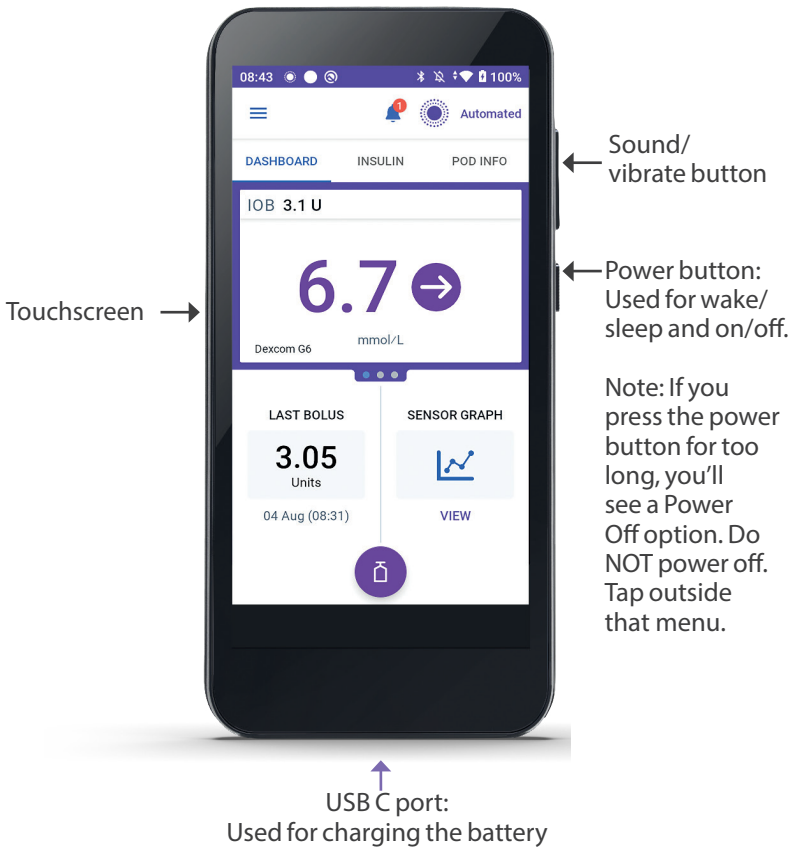 08:43 100%
1
Automated
DASHBOARD INSULIN POD INFO
IOB 3.1 U
6.7
mmol/L
Dexcom G6
LAST BOLUS SENSOR GRAPH
3.05
Units
04 Aug (08:31) VIEW
Touchscreen
Sound/
vibrate button
Power button:
Used for wake/
sleep and on/off.
Note: If you
press the power
button for too
long, you’ll
see a Power
Off option. Do
NOT power off.
Tap outside
that menu.
USB C port:
Used for charging the battery